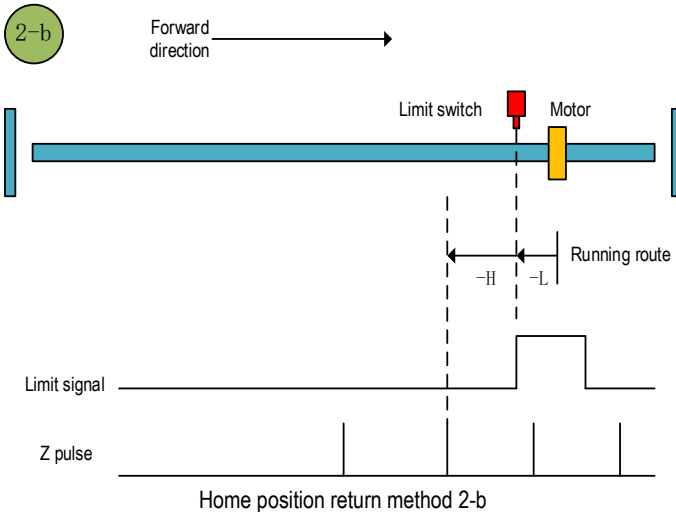 2-b
Forward
direction
Limit switch
Motor
Running route
-H
-L
Limit signal
Z pulse
Home position return method 2-b